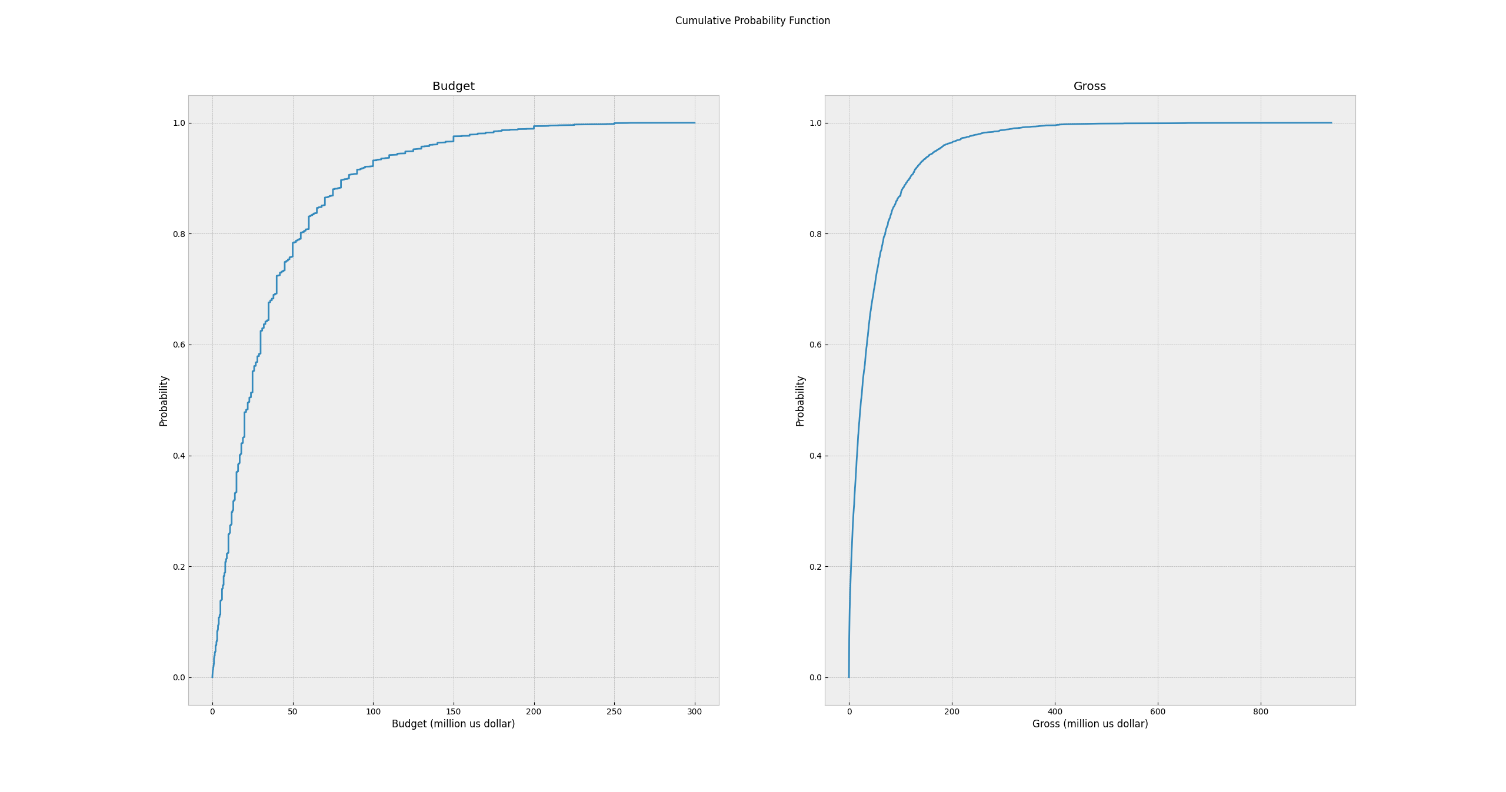 Cumulative Probability Function
Budget
1.0
0.8
0.6
0.4
0.2
0.0
Probability
0 50 100 150 200 250 300
Budget (million us dollar)
Gross
1.0
0.8
0.6
0.4
0.2
0.0
Probability
0 200 400 600 800
Gross (million us dollar)